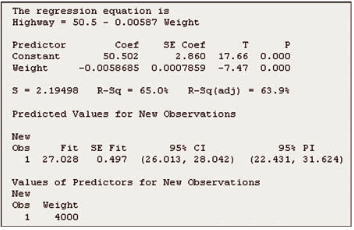 The regression equation is
Highway = 50.5 - 0.00587 Weight
Predictor Coef SE Coef T P
Constant 50.502 2.860 17.66 0.000
Weight -0.0058685 0.0007859 -7.47 0.000
S = 2.19498 R-Sq = 65.0% R-Sq(adj) = 63.9%
Predicted Values for New Observations
New
Obs Fit SE Fit 95% CI 95% PI
1 27.028 0.497 (26.013, 28.042) (22.431, 31.624)
Values of Predictors for New Observations
New
Obs Weight
1 4000